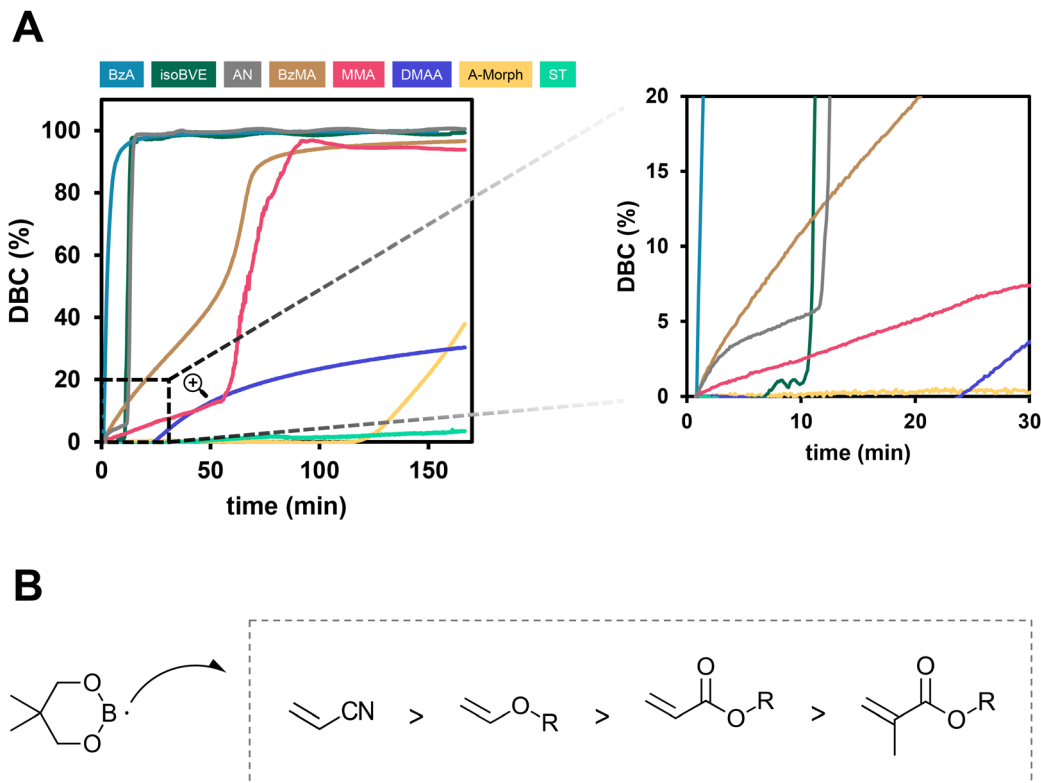 A
BzA isoBVE AN BzMA MMA DMAA A-Morph ST
DBC (%)
100
80
60
40
20
0
0 50 100 150
time (min)
DBC (%)
20
15
10
5
0
0 10 20 30
time (min)
B
O
B·
O
CN > O R > O O R > O O R